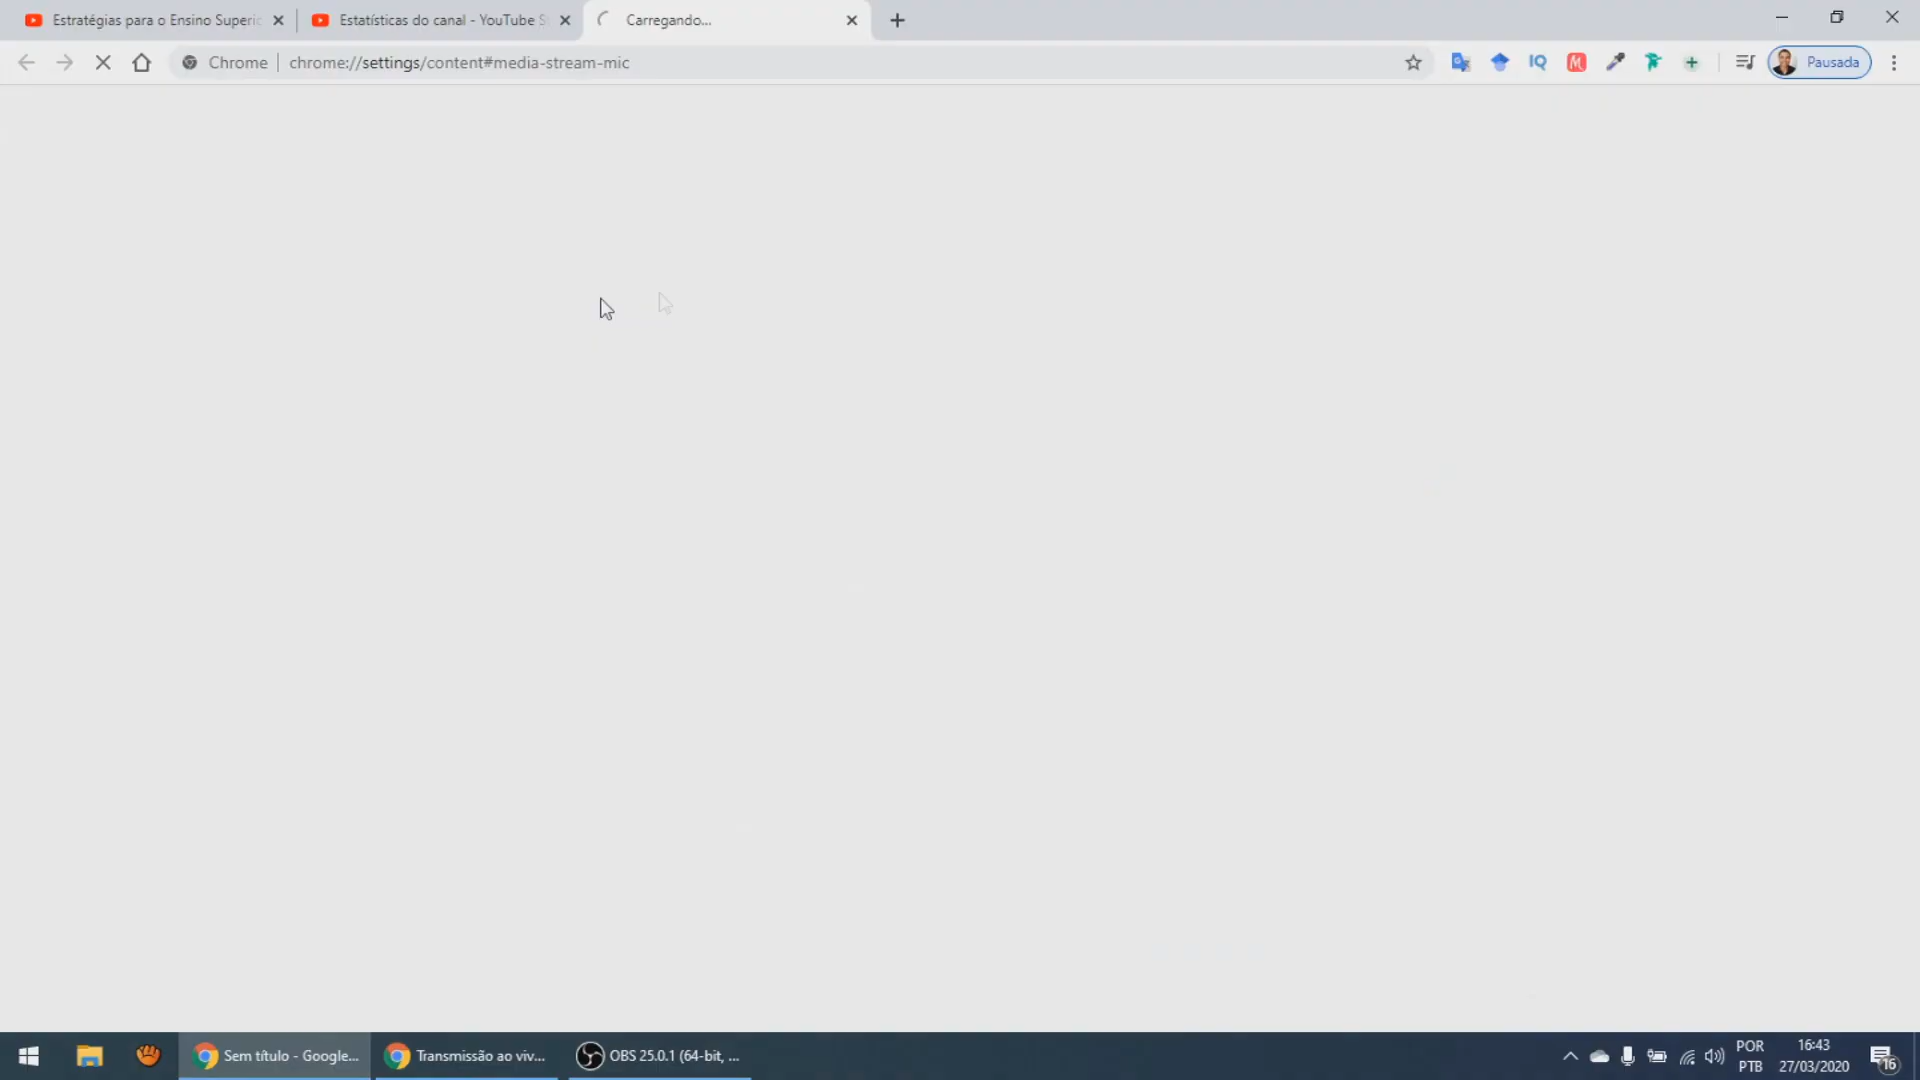 Estratégias para o Ensino Superio
Estatísticas do canal - YouTube S
Carregando...
Chrome
chrome://settings/content#media-stream-mic
IQ
M
Pausada
Sem título - Google...
Transmissão ao viv...
OBS 25.0.1 (64-bit, ...
POR
PTB
16:43
27/03/2020
16